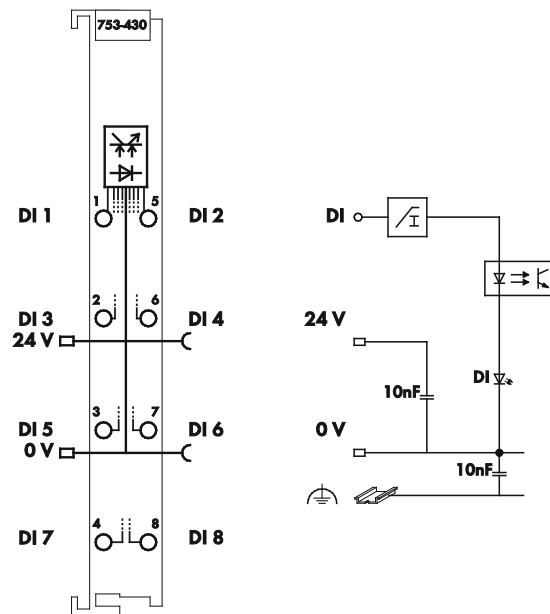 753-430
1 5
DI 1 DI 2 DI
2 6
DI 3 DI 4 24 V
24 V
DI
10nF
3 7
DI 5 DI 6 0 V
0 V
10nF
4 8
DI 7 DI 8